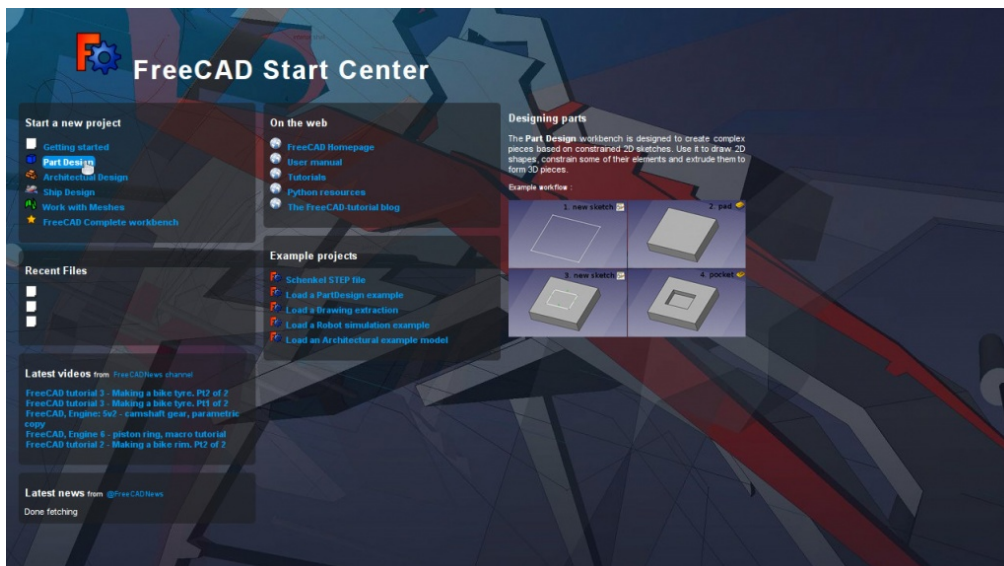 FreeCAD Start Center
Start a new project
Getting started
Part Design
Architectual Design
Ship Design
Work with Meshes
FreeCAD Complete workbench
Recent Files
Latest videos from FreeCADNews channel
FreeCAD tutorial 3 - Making a bike tyre. Pt2 of 2
FreeCAD tutorial 3 - Making a bike tyre. Pt1 of 2
FreeCAD, Engine: 5v2 - camshaft gear, parametric
copy
FreeCAD, Engine 6 - piston ring, macro tutorial
FreeCAD tutorial 2 - Making a bike rim. Pt2 of 2
Latest news from @FreeCADNews
Done fetching
On the web
FreeCAD Homepage
User manual
Tutorials
Python resources
The FreeCAD-tutorial blog
Example projects
Schenkel STEP file
Load a PartDesign example
Load a Drawing extraction
Load a Robot simulation example
Load an Architectural example model
Designing parts
The Part Design workbench is designed to create complex
pieces based on constrained 2D sketches. Use it to draw 2D
shapes, constrain some of their elements and extrude them to
form 3D pieces.
Example workflow :
1. new sketch
2. pad
3. new sketch
4. pocket